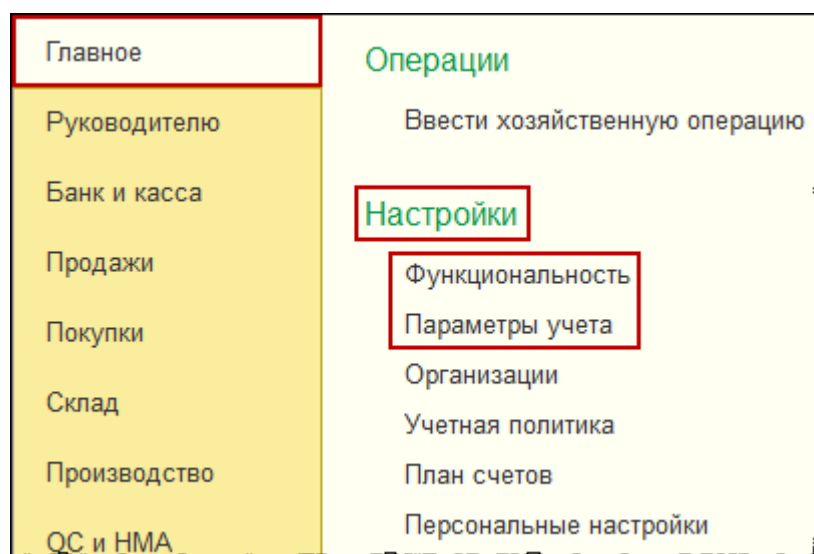 Главное
Руководителю
Банк и касса
Продажи
Покупки
Склад
Производство
ОС и НМА
Операции
Ввести хозяйственную операцию
Настройки
Функциональность
Параметры учета
Организации
Учетная политика
План счетов
Персональные настройки